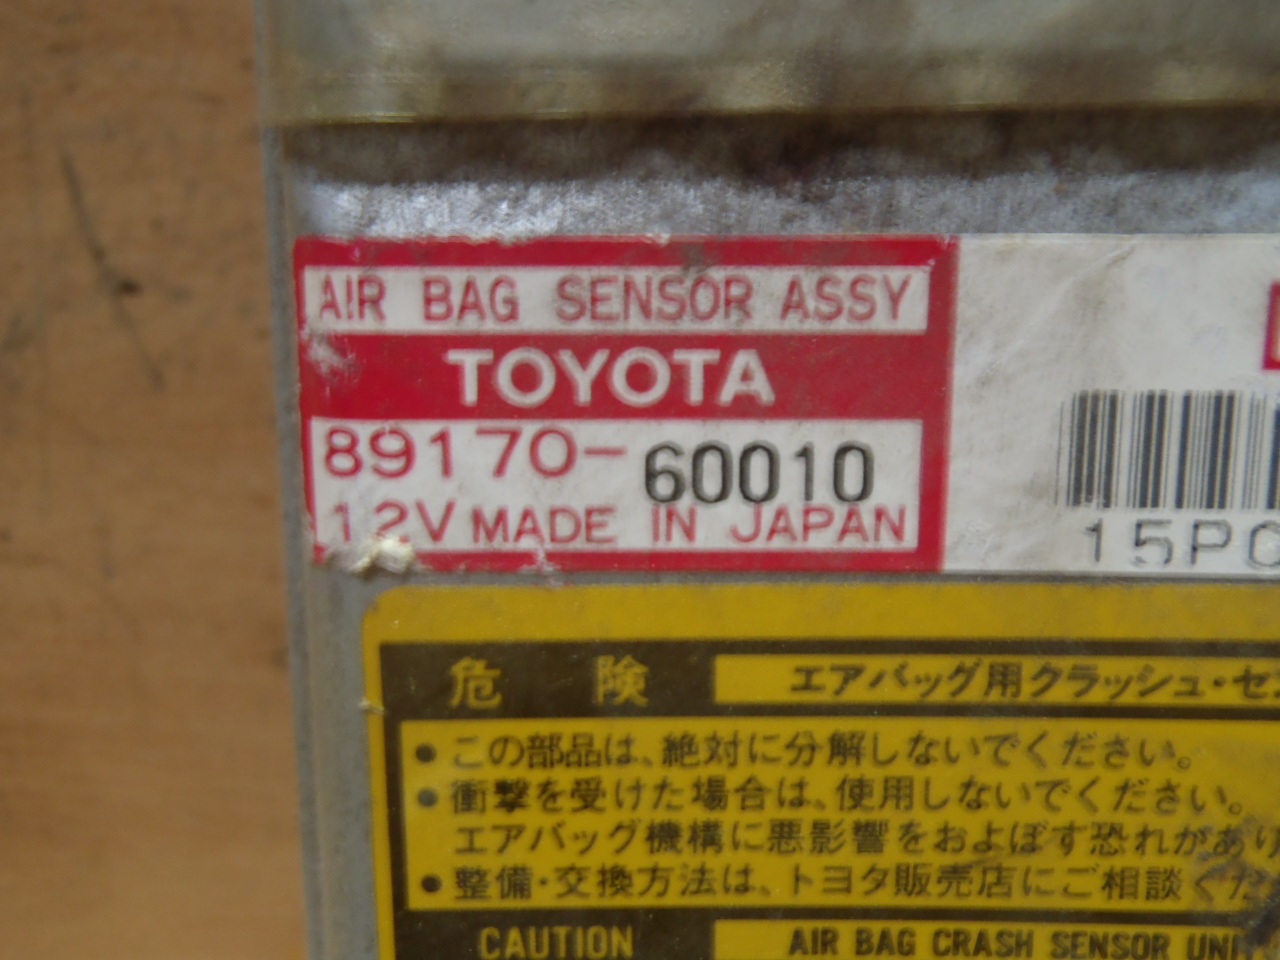 AIR BAG SENSOR ASSY
TOYOTA
89170-60010
12V MADE IN JAPAN
15PC
危険 エアバッグ用クラッシュ・セン
●この部品は、絶対に分解しないでください。
●衝撃を受けた場合は、使用しないでください。
エアバッグ機構に悪影響をおよぼす恐れがあり
●整備・交換方法は、トヨタ販売店にご相談くだ
CAUTION AIR BAG CRASH SENSOR UNIT